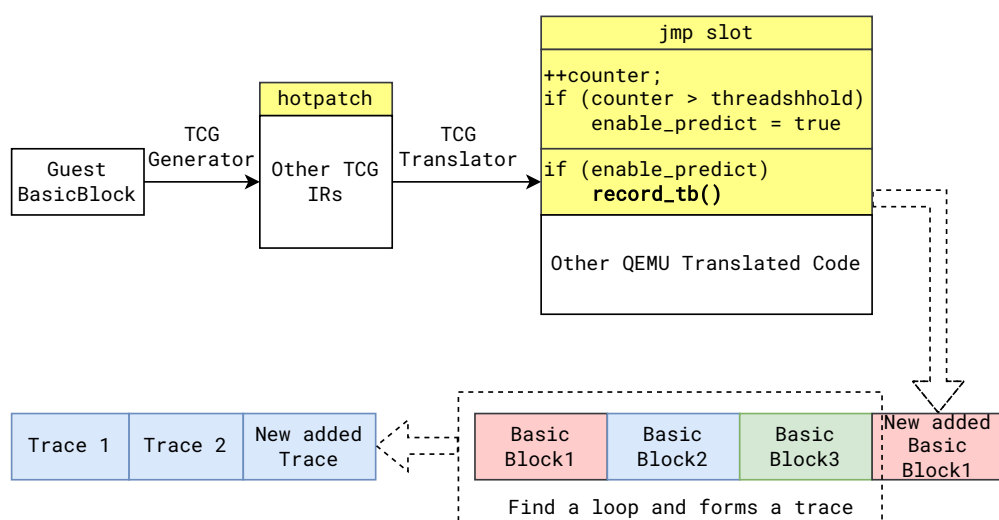 jmp slot
++counter;
if (counter > threadshhold)
enable_predict = true
hotpatch
TCG
Generator
TCG
Translator
Guest
BasicBlock
Other TCG
IRs
if (enable_predict)
record_tb()
Other QEMU Translated Code
Trace 1
Trace 2
New added
Trace
Basic
Block1
Basic
Block2
Basic
Block3
New added
Basic
Block1
Find a loop and forms a trace